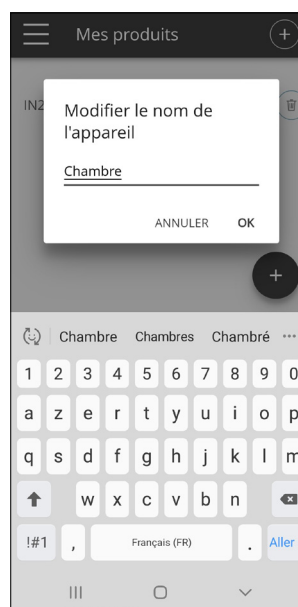 Mes produits
IN2
Modifier le nom de
l'appareil
Chambre
ANNULER OK
Chambre Chambres Chambré
1 2 3 4 5 6 7 8 9 0
a z e r t y u i o p
q s d f g h j k l m
w x c v b n
!#1 , Français (FR) . Aller